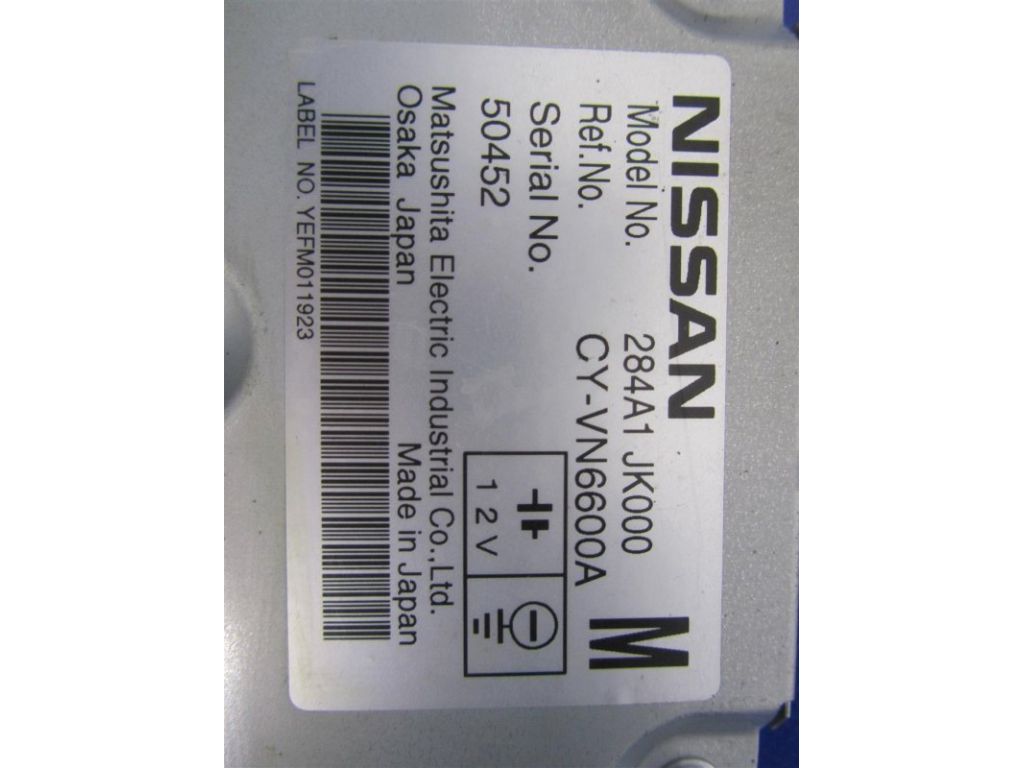 NISSAN
Model No. 284A1 JK000
Ref.No. CY-VN6600A
M
Serial No.
50452
12V
Matsushita Electric Industrial Co.,Ltd.
Osaka Japan Made in Japan
LABEL NO. YEFM011923